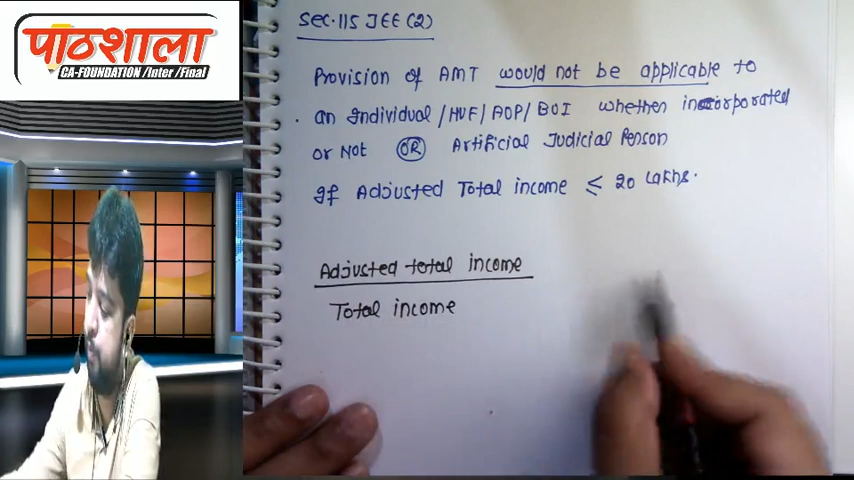 पाठशाला
CA-FOUNDATION /Inter /Final
Sec. 115 JEE (2)
Provision of AMT would not be applicable to
an Individual / HUF / AOP / BOI whether incorporated
or Not OR Artificial Judicial Person
If Adjusted Total income ≤ 20 Lakhs.
Adjusted total income
Total income